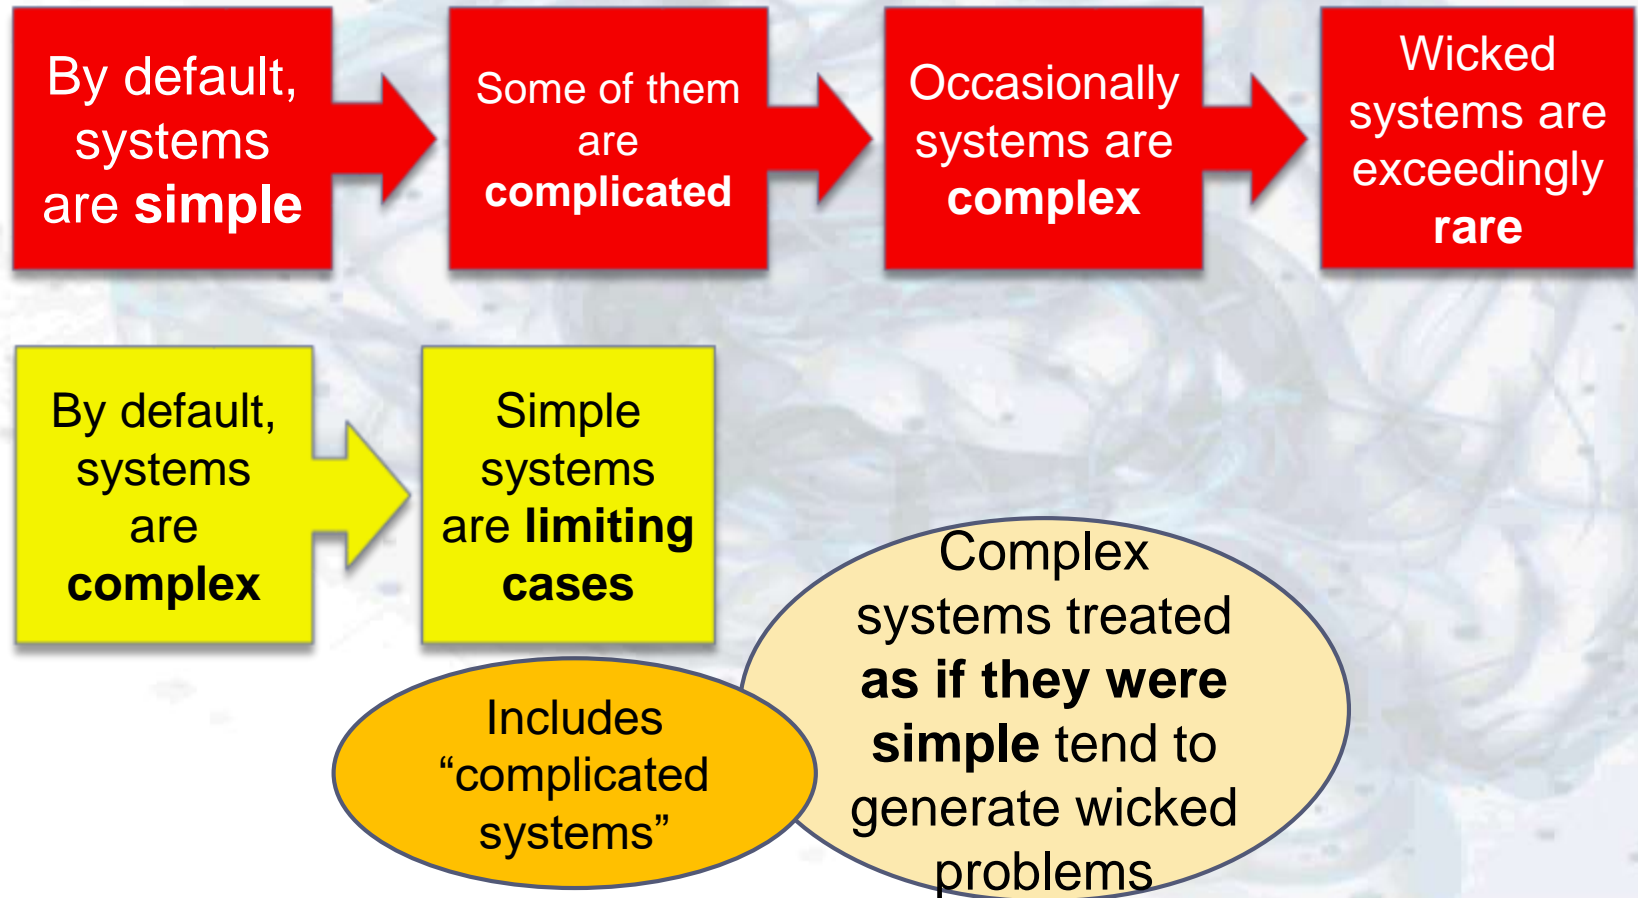 By default,
systems
are simple
Some of them
are
complicated
Occasionally
systems are
complex
Wicked
systems are
exceedingly
rare
By default,
systems
are
complex
Simple
systems
are limiting
cases
Includes
“complicated
systems”
Complex
systems treated
as if they were
simple tend to
generate wicked
problems